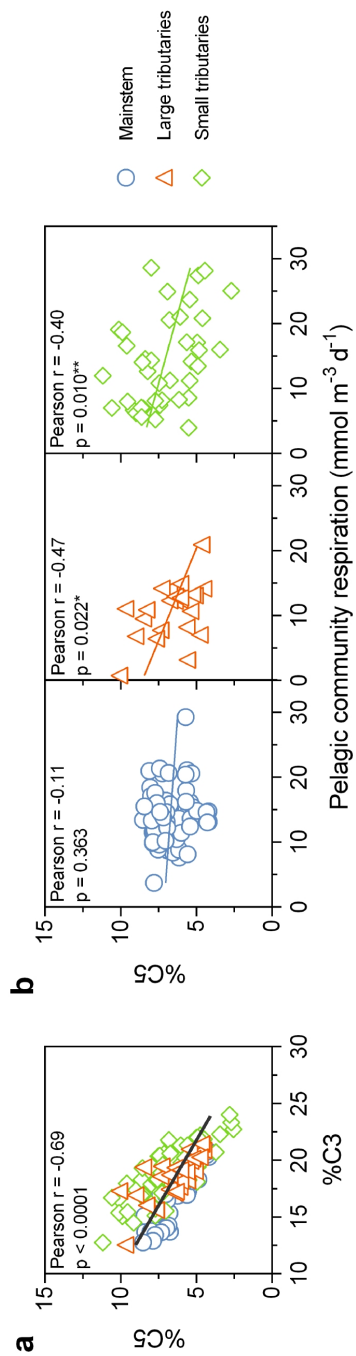 a
Pearson r = -0.69
p < 0.0001
15
10
5
0
%C5
10 15 20 25 30
%C3
b
Pearson r = -0.11
p = 0.363
Pearson r = -0.47
p = 0.022*
Pearson r = -0.40
p = 0.010**
15
10
5
0
%C5
0 10 20 30 0 10 20 30 0 10 20 30
Pelagic community respiration (mmol m⁻³ d⁻¹)
Mainstem
Large tributaries
Small tributaries